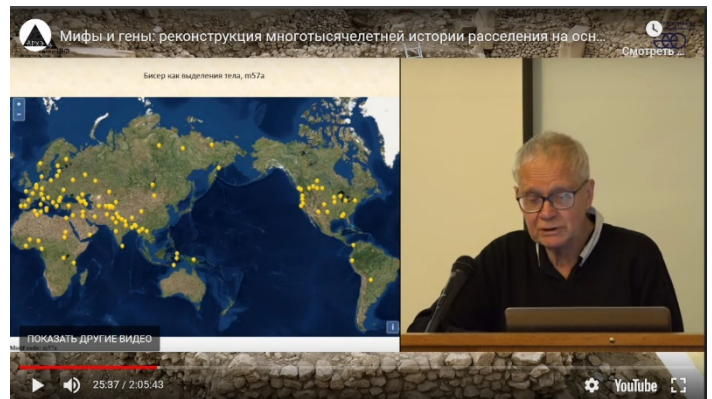 Архэ
Мифы и гены: реконструкция многотысячелетней истории расселения на осн...
Смотреть ...
Бисер как выделения тела, m57a
+
-
i
ПОКАЗАТЬ ДРУГИЕ ВИДЕО
25:37 / 2:05:43
YouTube